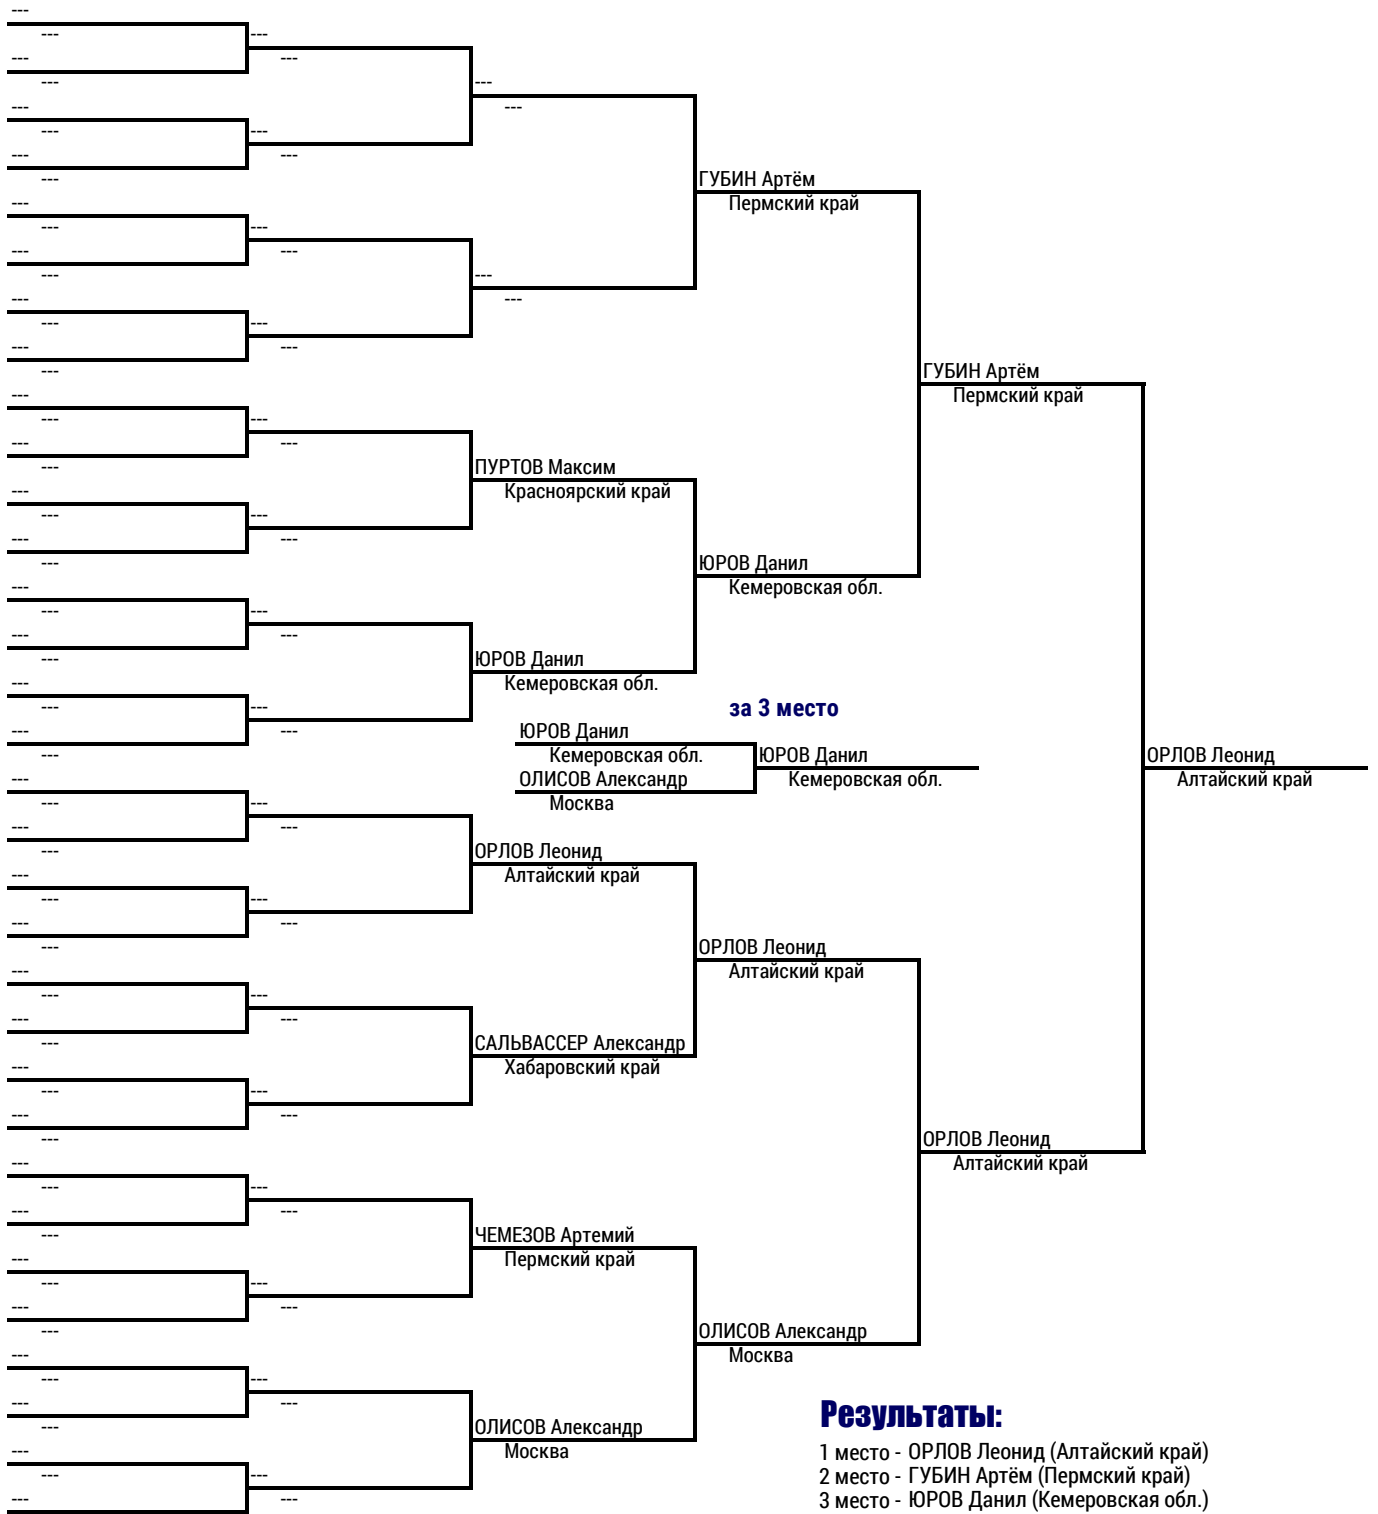 ГУБИН Артём
Пермский край
ГУБИН Артём
Пермский край
ПУРТОВ Максим
Красноярский край
ЮРОВ Данил
Кемеровская обл.
ЮРОВ Данил
Кемеровская обл.
за 3 место
ЮРОВ Данил
Кемеровская обл.
ОЛИСОВ Александр
Москва
ЮРОВ Данил
Кемеровская обл.
ОРЛОВ Леонид
Алтайский край
ОРЛОВ Леонид
Алтайский край
ОРЛОВ Леонид
Алтайский край
САЛЬВАССЕР Александр
Хабаровский край
ОРЛОВ Леонид
Алтайский край
ЧЕМЕЗОВ Артемий
Пермский край
ОЛИСОВ Александр
Москва
ОЛИСОВ Александр
Москва
Результаты:
1 место - ОРЛОВ Леонид (Алтайский край)
2 место - ГУБИН Артём (Пермский край)
3 место - ЮРОВ Данил (Кемеровская обл.)